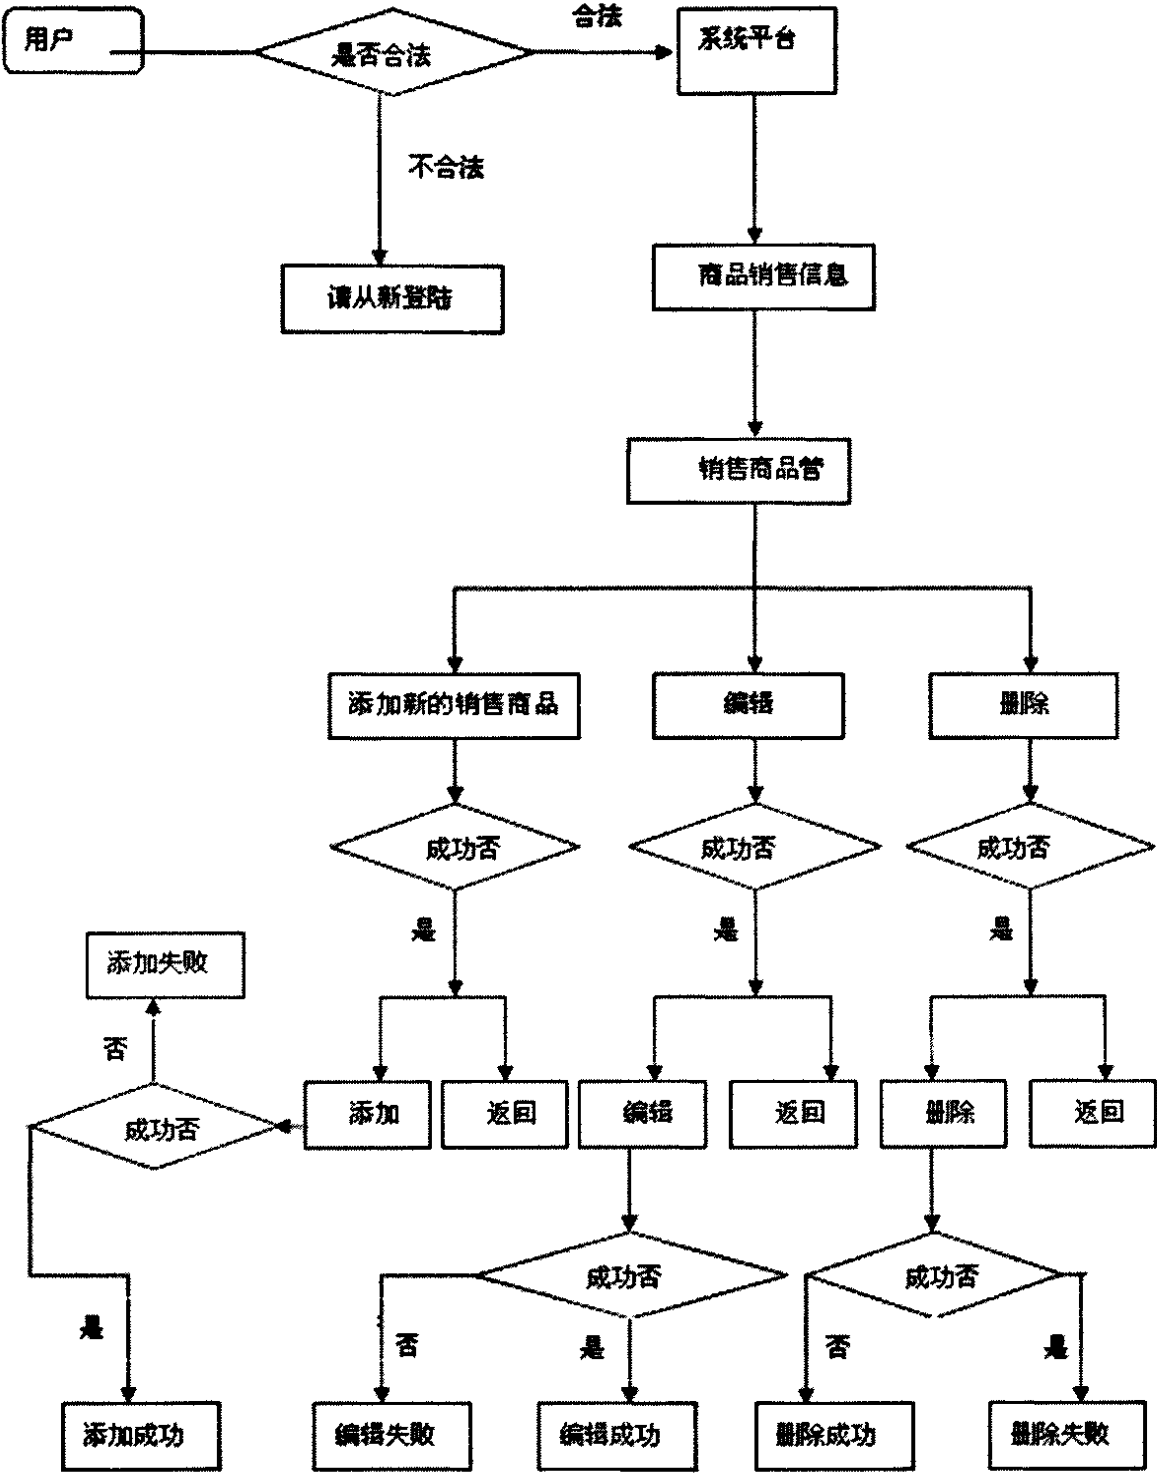 用户
是否合法
合法
系统平台
不合法
请从新登陆
商品销售信息
销售商品管
添加新的销售商品
编辑
删除
成功否
成功否
成功否
是
是
是
添加失败
否
成功否
添加
返回
编辑
返回
删除
返回
成功否
成功否
是
否
是
否
是
添加成功
编辑失败
编辑成功
删除成功
删除失败